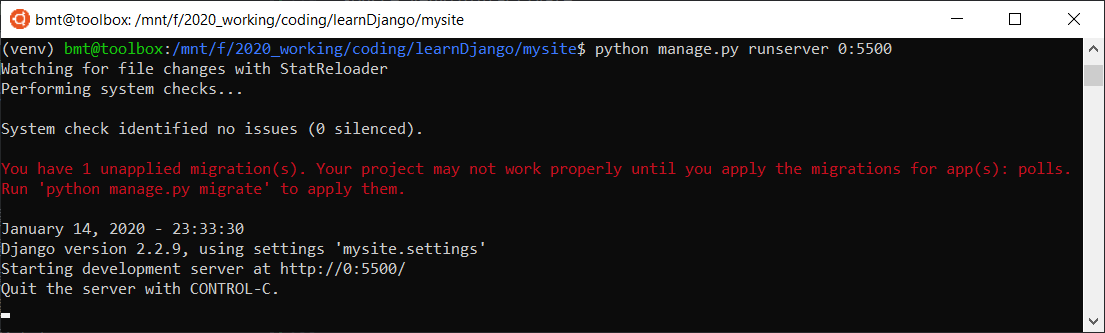 bmt@toolbox: /mnt/f/2020_working/coding/learnDjango/mysite
(venv) bmt@toolbox:/mnt/f/2020_working/coding/learnDjango/mysite$ python manage.py runserver 0:5500
Watching for file changes with StatReloader
Performing system checks...
System check identified no issues (0 silenced).
You have 1 unapplied migration(s). Your project may not work properly until you apply the migrations for app(s): polls.
Run 'python manage.py migrate' to apply them.
January 14, 2020 - 23:33:30
Django version 2.2.9, using settings 'mysite.settings'
Starting development server at http://0:5500/
Quit the server with CONTROL-C.